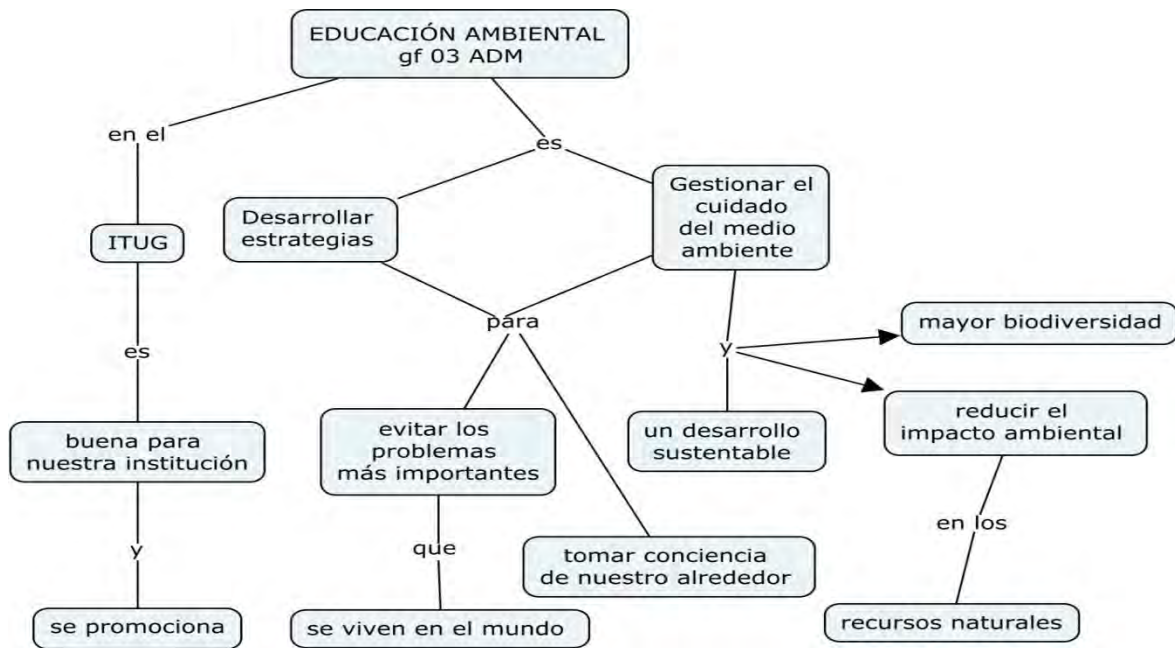 EDUCACIÓN AMBIENTAL
gf 03 ADM
en el
es
Desarrollar
estrategias
Gestionar el
cuidado
del medio
ambiente
ITUG
para
mayor biodiversidad
es
y
reducir el
impacto ambiental
buena para
nuestra institución
evitar los
problemas
más importantes
un desarrollo
sustentable
en los
y
que
tomar conciencia
de nuestro alrededor
se promociona
se viven en el mundo
recursos naturales